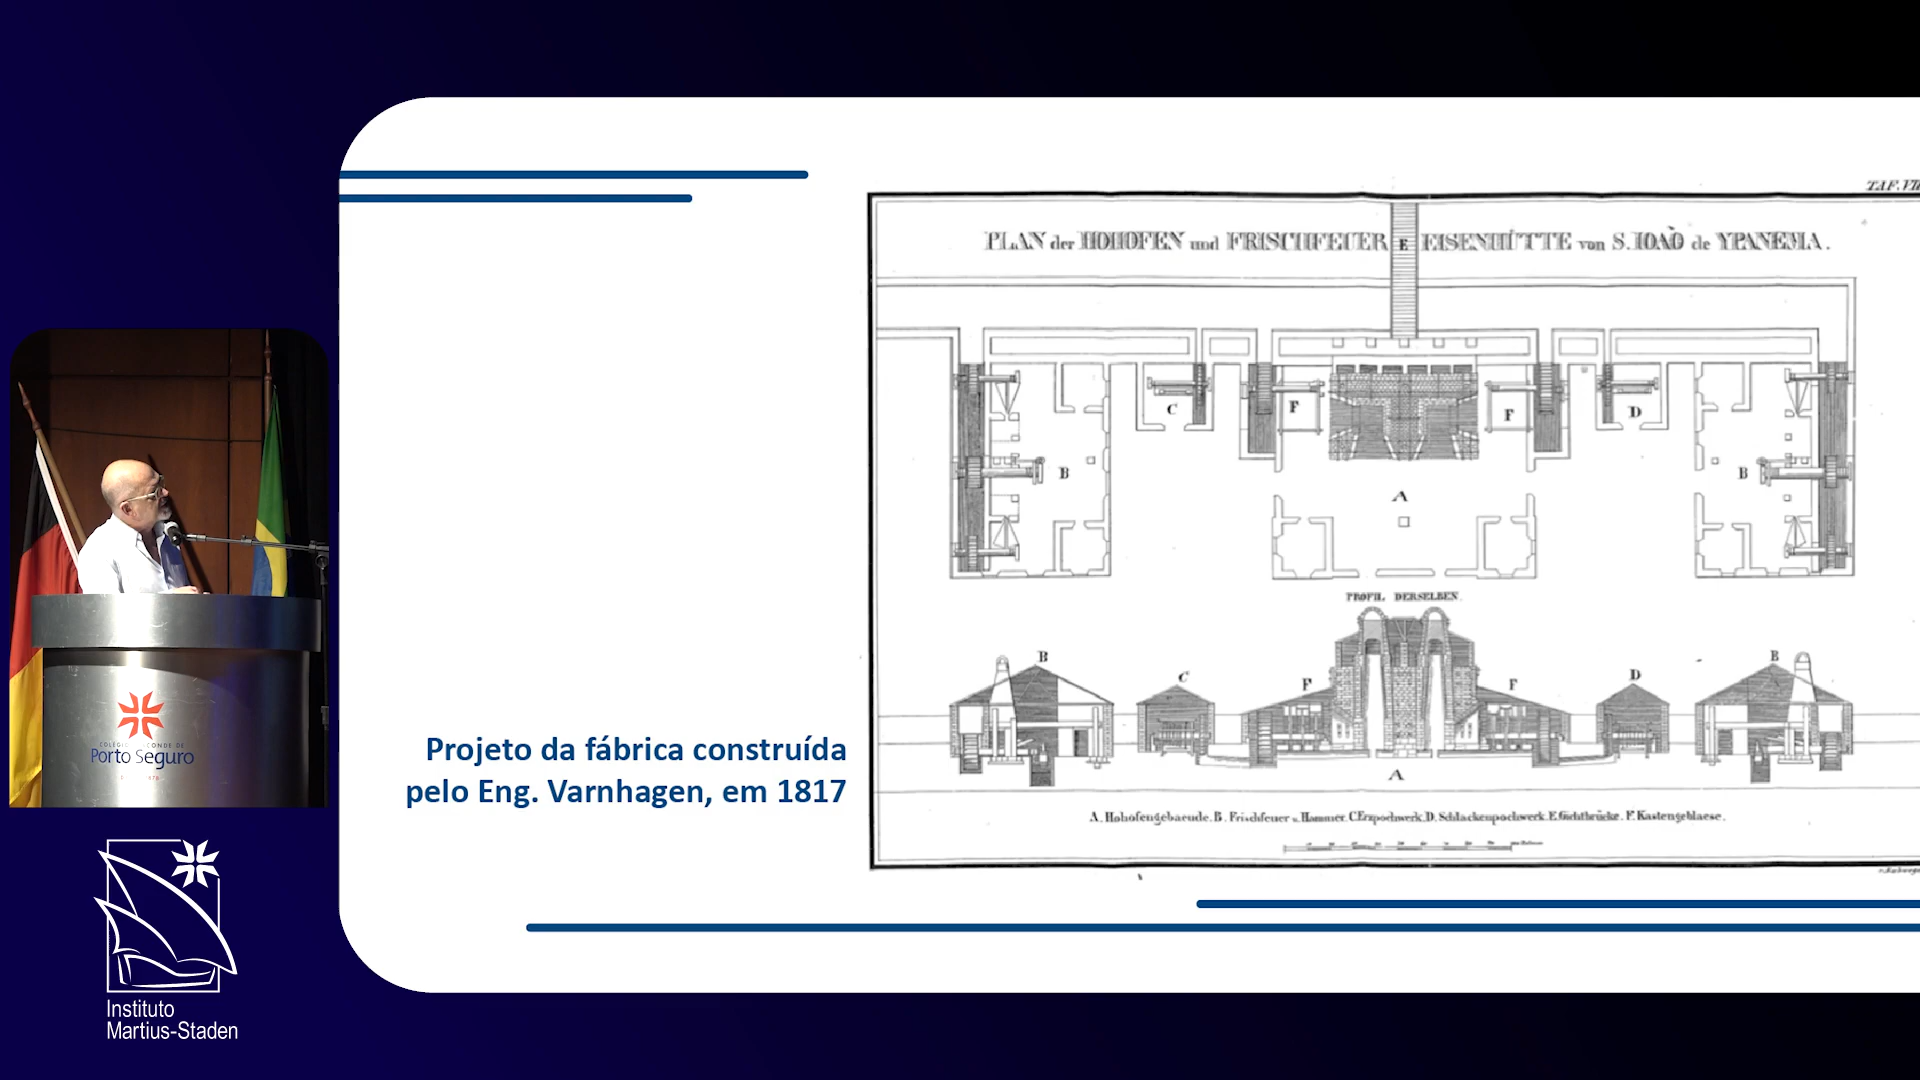 TAF. VII
PLAN der HOHOFEN und FRISCHFEUER E EISENHÜTTE von S. IOAÕ de YPANEMA.
C
F
F
D
B
B
A
PROFIL DERSELBEN.
B
C
F
F
D
B
A
A. Hohofengebaeude. B. Frischfeuer u. Hammer. C. Erzpochwerk. D. Schlackenpochwerk. E. Gichtbrücke. F. Kastengeblaese.
Projeto da fábrica construída
pelo Eng. Varnhagen, em 1817
Porto Seguro
Instituto
Martius-Staden